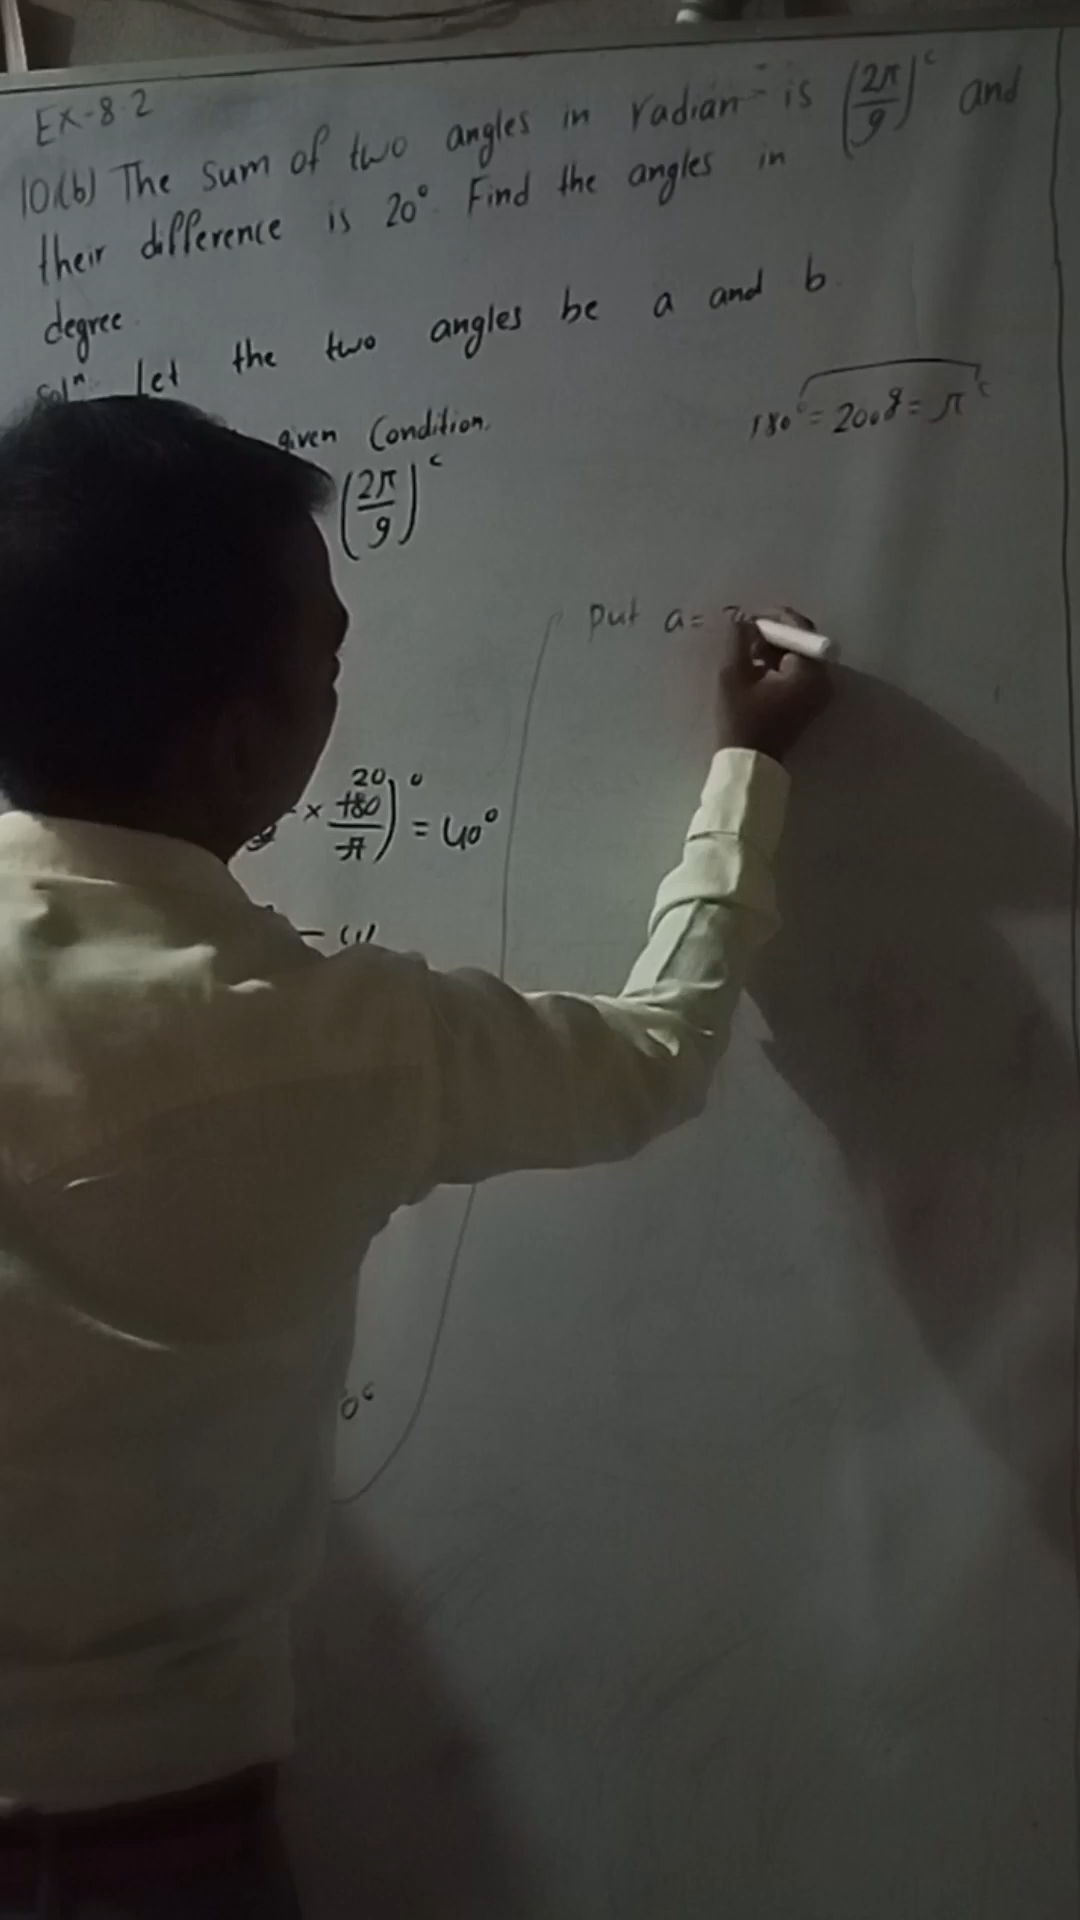 Ex-8.2
10.(b) The sum of two angles in radian is (2π/9)ᶜ and
their difference is 20°. Find the angles in
degree.
Solⁿ: Let the two angles be a and b.
given Condition,
180° = 200g = πᶜ
(2π/9)ᶜ
Put a =
× 180/π)° = 40°
20